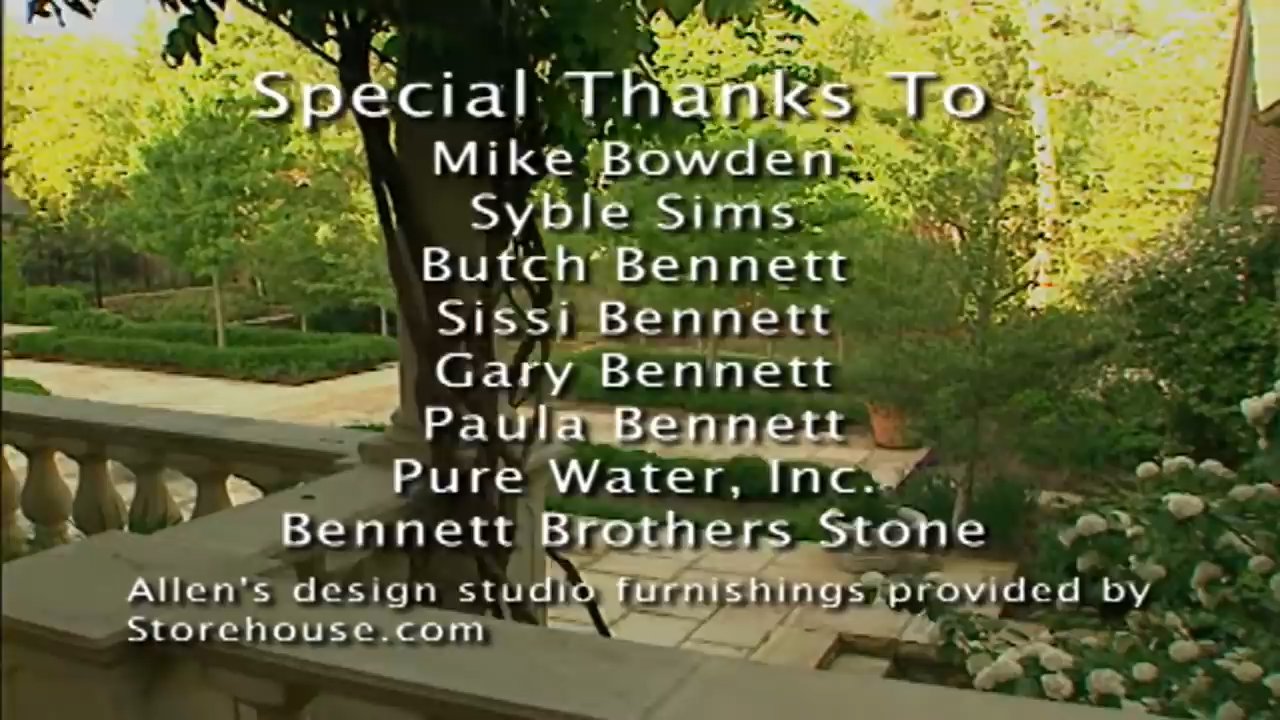 Special Thanks To
Mike Bowden
Syble Sims
Butch Bennett
Sissi Bennett
Gary Bennett
Paula Bennett
Pure Water, Inc.
Bennett Brothers Stone
Allen's design studio furnishings provided by
Storehouse.com